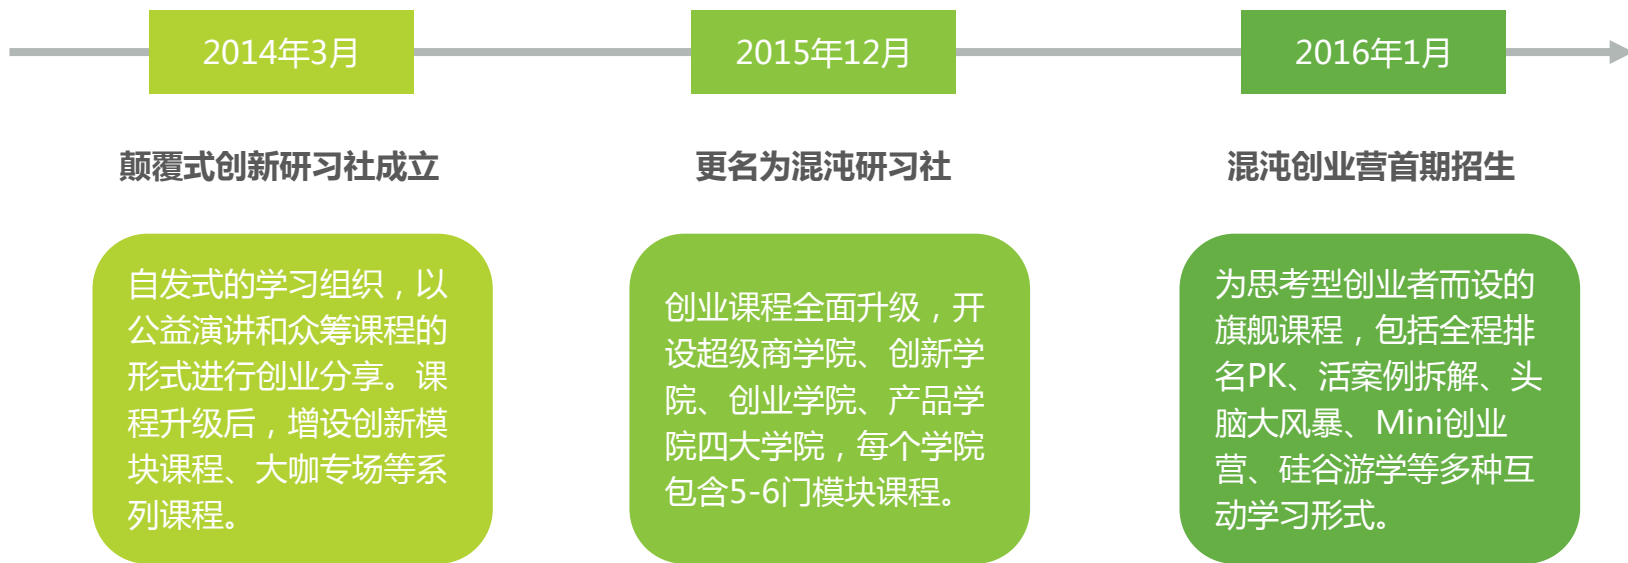 2014年3月
2015年12月
2016年1月
颠覆式创新研习社成立
更名为混沌研习社
混沌创业营首期招生
自发式的学习组织，以
公益演讲和众筹课程的
形式进行创业分享。课
程升级后，增设创新模
块课程、大咖专场等系
列课程。
创业课程全面升级，开
设超级商学院、创新学
院、创业学院、产品学
院四大学院，每个学院
包含5-6门模块课程。
为思考型创业者而设的
旗舰课程，包括全程排
名PK、活案例拆解、头
脑大风暴、Mini创业
营、硅谷游学等多种互
动学习形式。